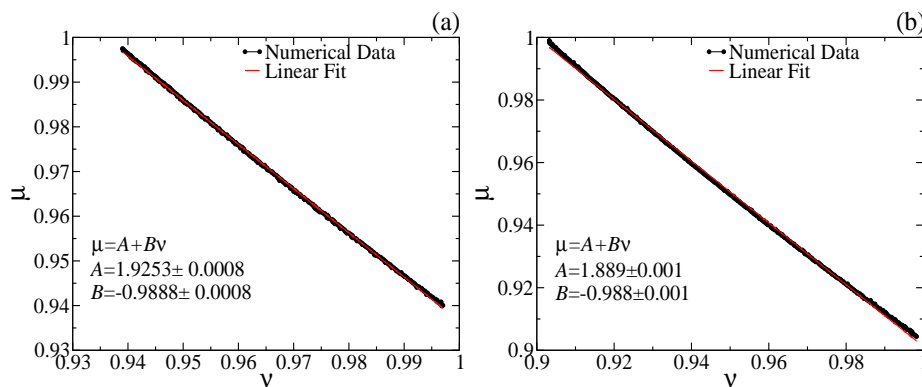 (a)
1
0.99
0.98
0.97
0.96
0.95
0.94
0.93
μ
Numerical Data
Linear Fit
μ=A+Bν
A=1.9253± 0.0008
B=-0.9888± 0.0008
0.93 0.94 0.95 0.96 0.97 0.98 0.99 1
ν
(b)
1
0.98
0.96
0.94
0.92
0.9
μ
Numerical Data
Linear Fit
μ=A+Bν
A=1.889±0.001
B=-0.988±0.001
0.9 0.92 0.94 0.96 0.98
ν